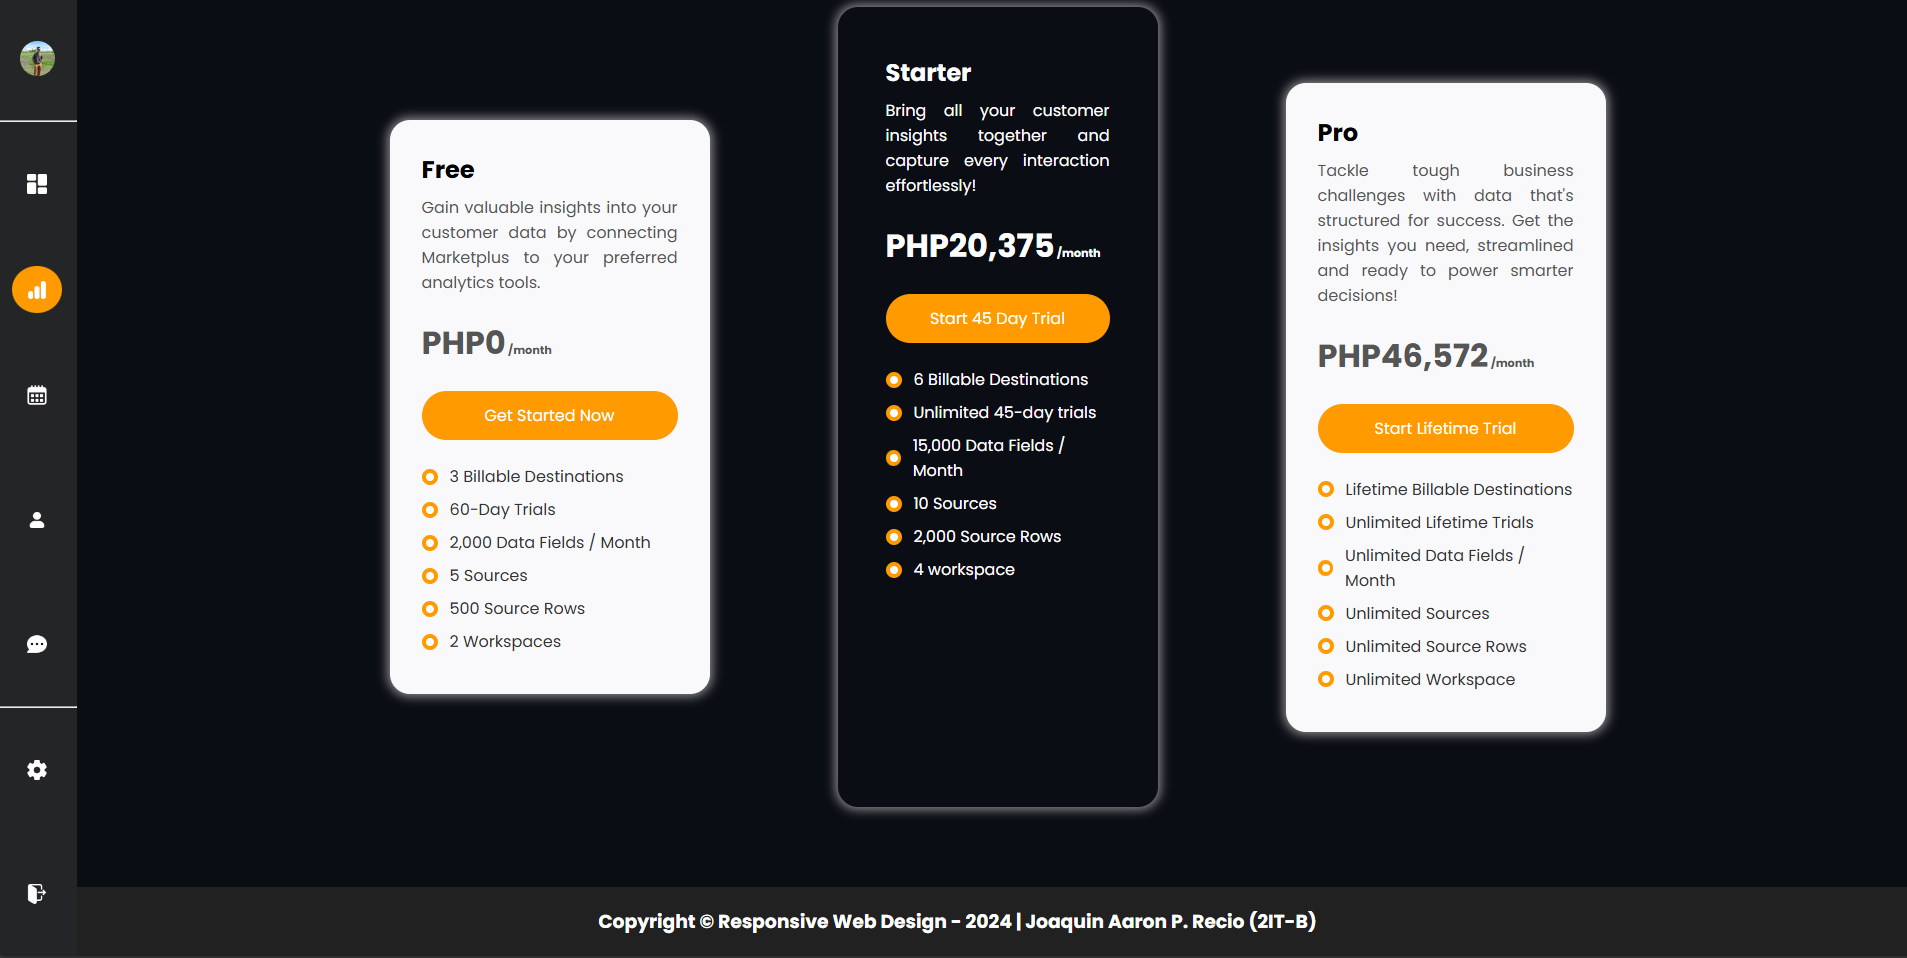 Free
Gain valuable insights into your
customer data by connecting
Marketplus to your preferred
analytics tools.
PHP0 /month
Get Started Now
3 Billable Destinations
60-Day Trials
2,000 Data Fields / Month
5 Sources
500 Source Rows
2 Workspaces
Starter
Bring all your customer
insights together and
capture every interaction
effortlessly!
PHP20,375 /month
Start 45 Day Trial
6 Billable Destinations
Unlimited 45-day trials
15,000 Data Fields /
Month
10 Sources
2,000 Source Rows
4 workspace
Pro
Tackle tough business
challenges with data that's
structured for success. Get the
insights you need, streamlined
and ready to power smarter
decisions!
PHP46,572 /month
Start Lifetime Trial
Lifetime Billable Destinations
Unlimited Lifetime Trials
Unlimited Data Fields /
Month
Unlimited Sources
Unlimited Source Rows
Unlimited Workspace
Copyright © Responsive Web Design - 2024 | Joaquin Aaron P. Recio (2IT-B)